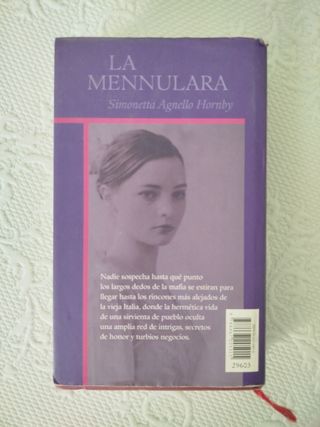 LA
MENNULARA
Simonetta Agnello Hornby
Nadie sospecha hasta qué punto
los largos dedos de la mafia se estiran para
llegar hasta los rincones más alejados de
la vieja Italia, donde la hermética vida
de una sirvienta de pueblo oculta
una amplia red de intrigas, secretos
de honor y turbios negocios.
29603